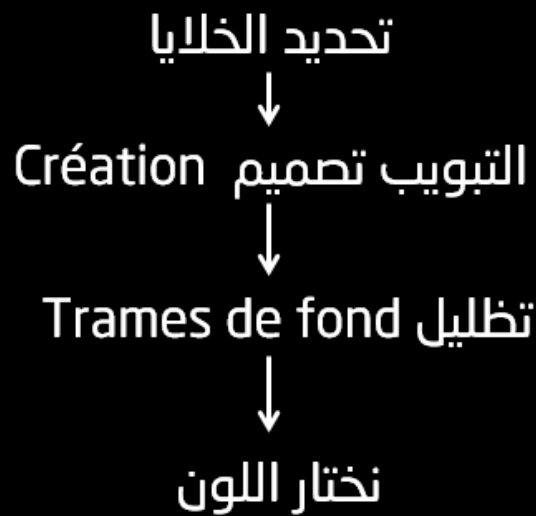 تحديد الخلايا
التبويب تصميم Création
تظليل Trames de fond
نختار اللون